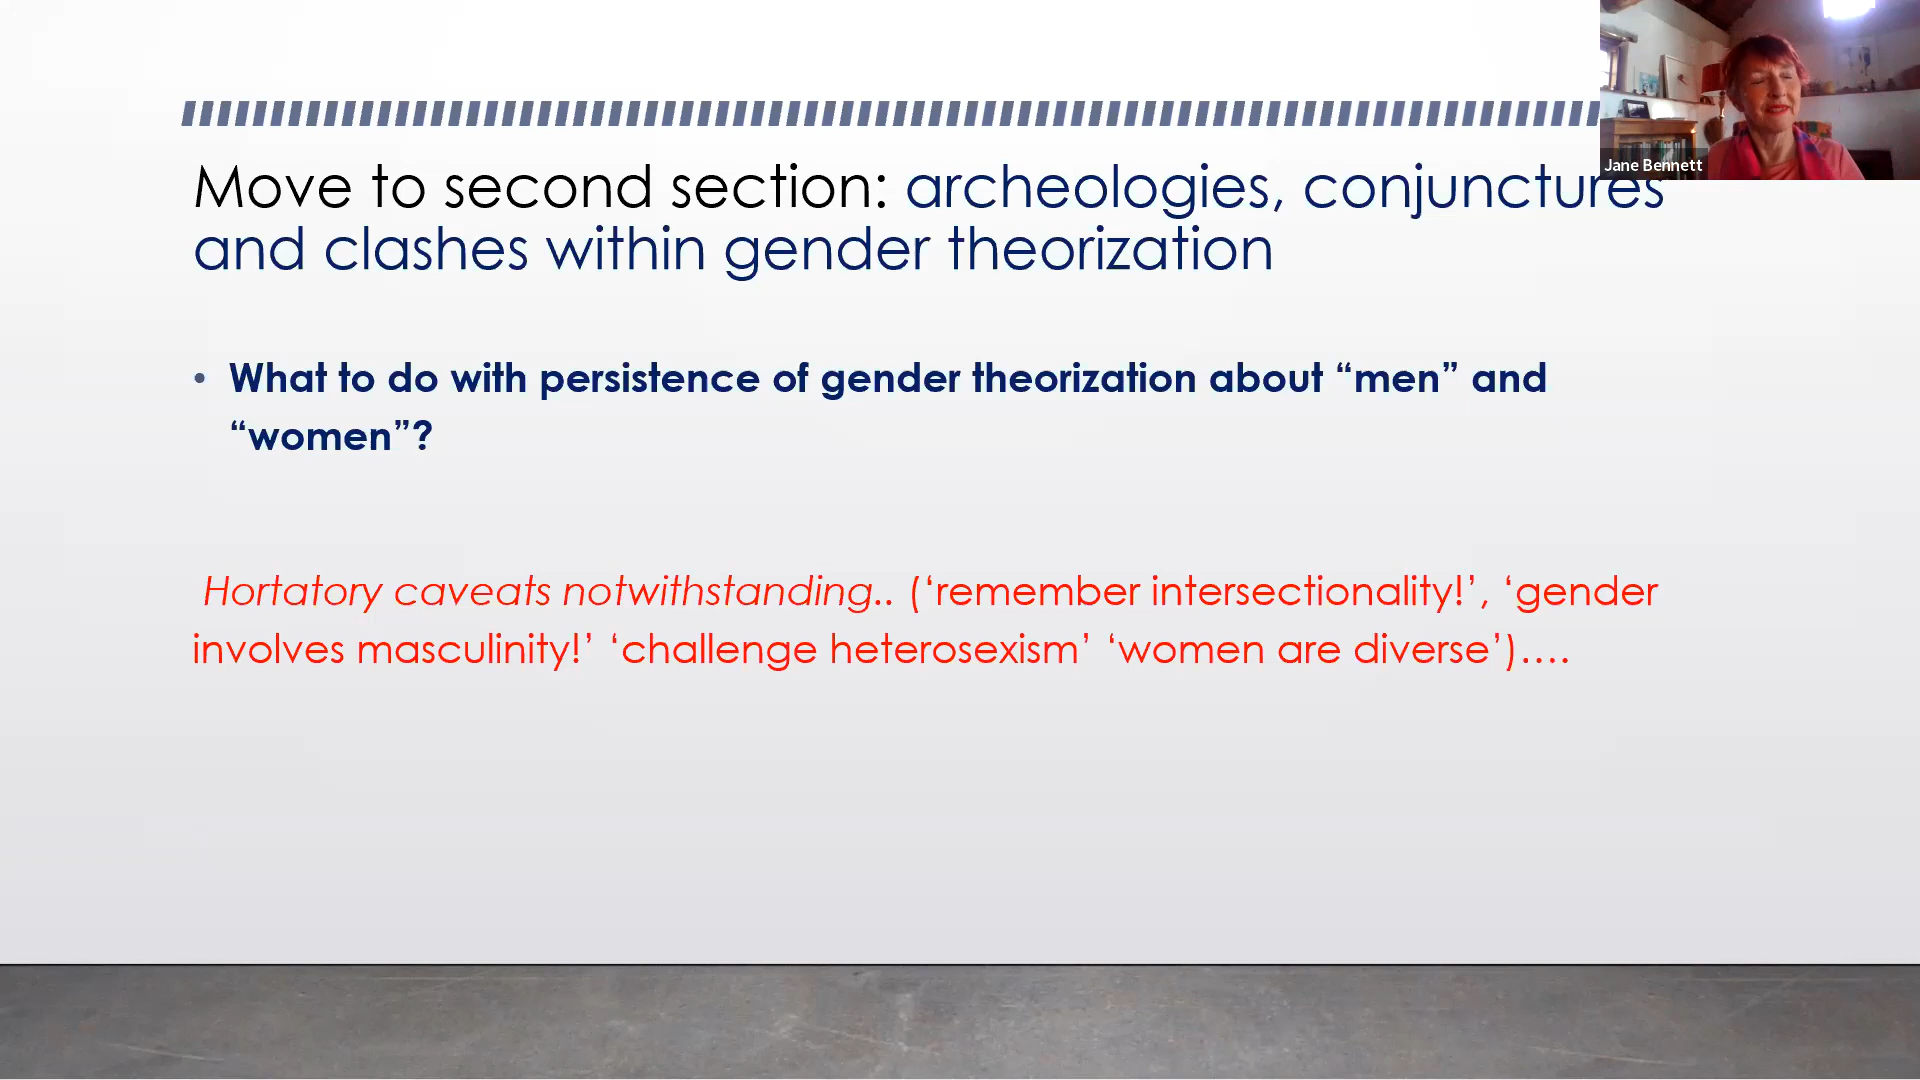 Jane Bennett
Move to second section: archeologies, conjunctures
and clashes within gender theorization
• What to do with persistence of gender theorization about “men” and
“women”?
Hortatory caveats notwithstanding.. (‘remember intersectionality!’, ‘gender
involves masculinity!’ ‘challenge heterosexism’ ‘women are diverse’)….